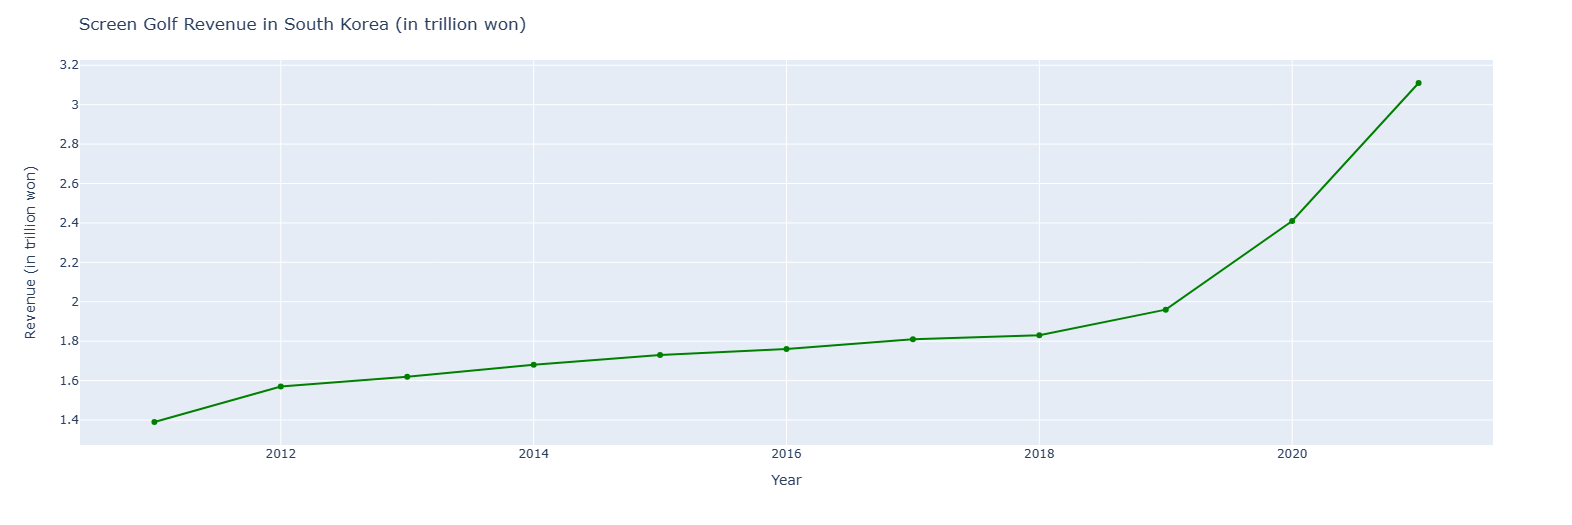 Screen Golf Revenue in South Korea (in trillion won)
3.2
3
2.8
2.6
2.4
2.2
2
1.8
1.6
1.4
Revenue (in trillion won)
2012 2014 2016 2018 2020
Year